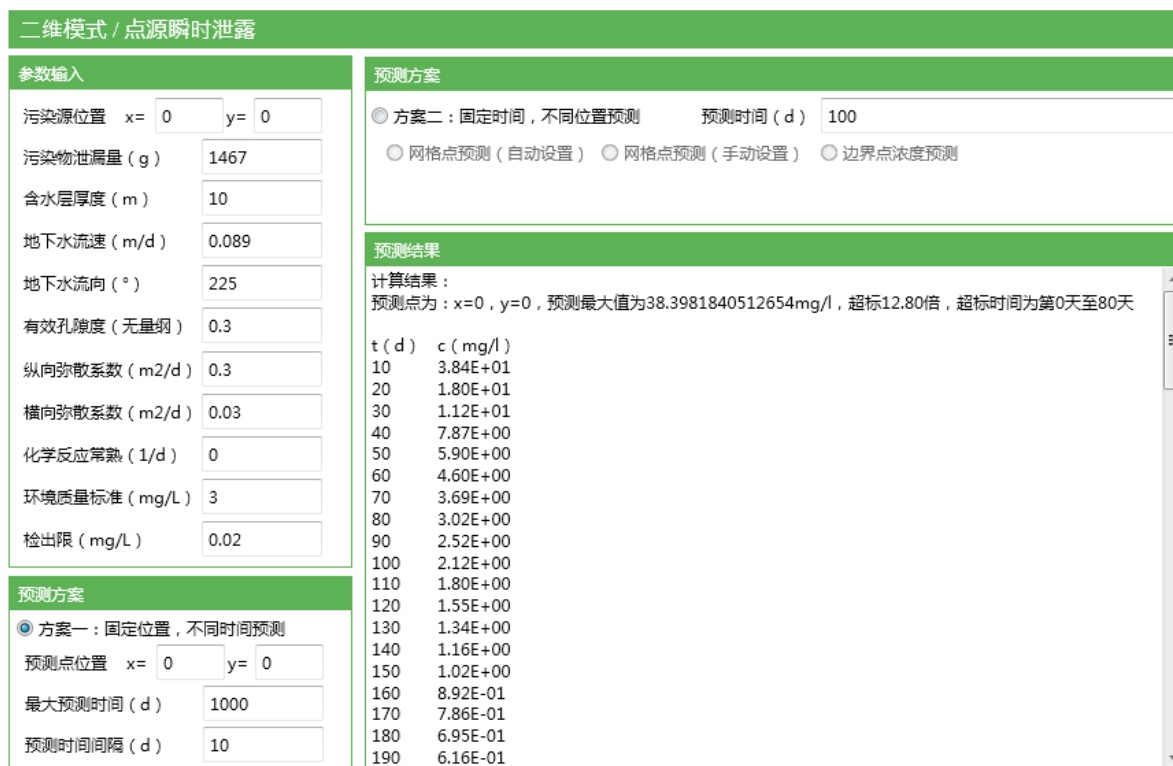 二维模式 / 点源瞬时泄露
参数输入
污染源位置 x= 0 y= 0
污染物泄漏量 ( g ) 1467
含水层厚度 ( m ) 10
地下水流速 ( m/d ) 0.089
地下水流向 ( ° ) 225
有效孔隙度 ( 无量纲 ) 0.3
纵向弥散系数 ( m2/d ) 0.3
横向弥散系数 ( m2/d ) 0.03
化学反应常熟 ( 1/d ) 0
环境质量标准 ( mg/L ) 3
检出限 ( mg/L ) 0.02
预测方案
方案一：固定位置，不同时间预测
预测点位置 x= 0 y= 0
最大预测时间 ( d ) 1000
预测时间间隔 ( d ) 10
预测方案
方案二：固定时间，不同位置预测 预测时间 ( d ) 100
网格点预测 ( 自动设置 ) 网格点预测 ( 手动设置 ) 边界点浓度预测
预测结果
计算结果：
预测点为：x=0，y=0，预测最大值为38.3981840512654mg/l，超标12.80倍，超标时间为第0天至80天
t ( d ) c ( mg/l )
10 3.84E+01
20 1.80E+01
30 1.12E+01
40 7.87E+00
50 5.90E+00
60 4.60E+00
70 3.69E+00
80 3.02E+00
90 2.52E+00
100 2.12E+00
110 1.80E+00
120 1.55E+00
130 1.34E+00
140 1.16E+00
150 1.02E+00
160 8.92E-01
170 7.86E-01
180 6.95E-01
190 6.16E-01